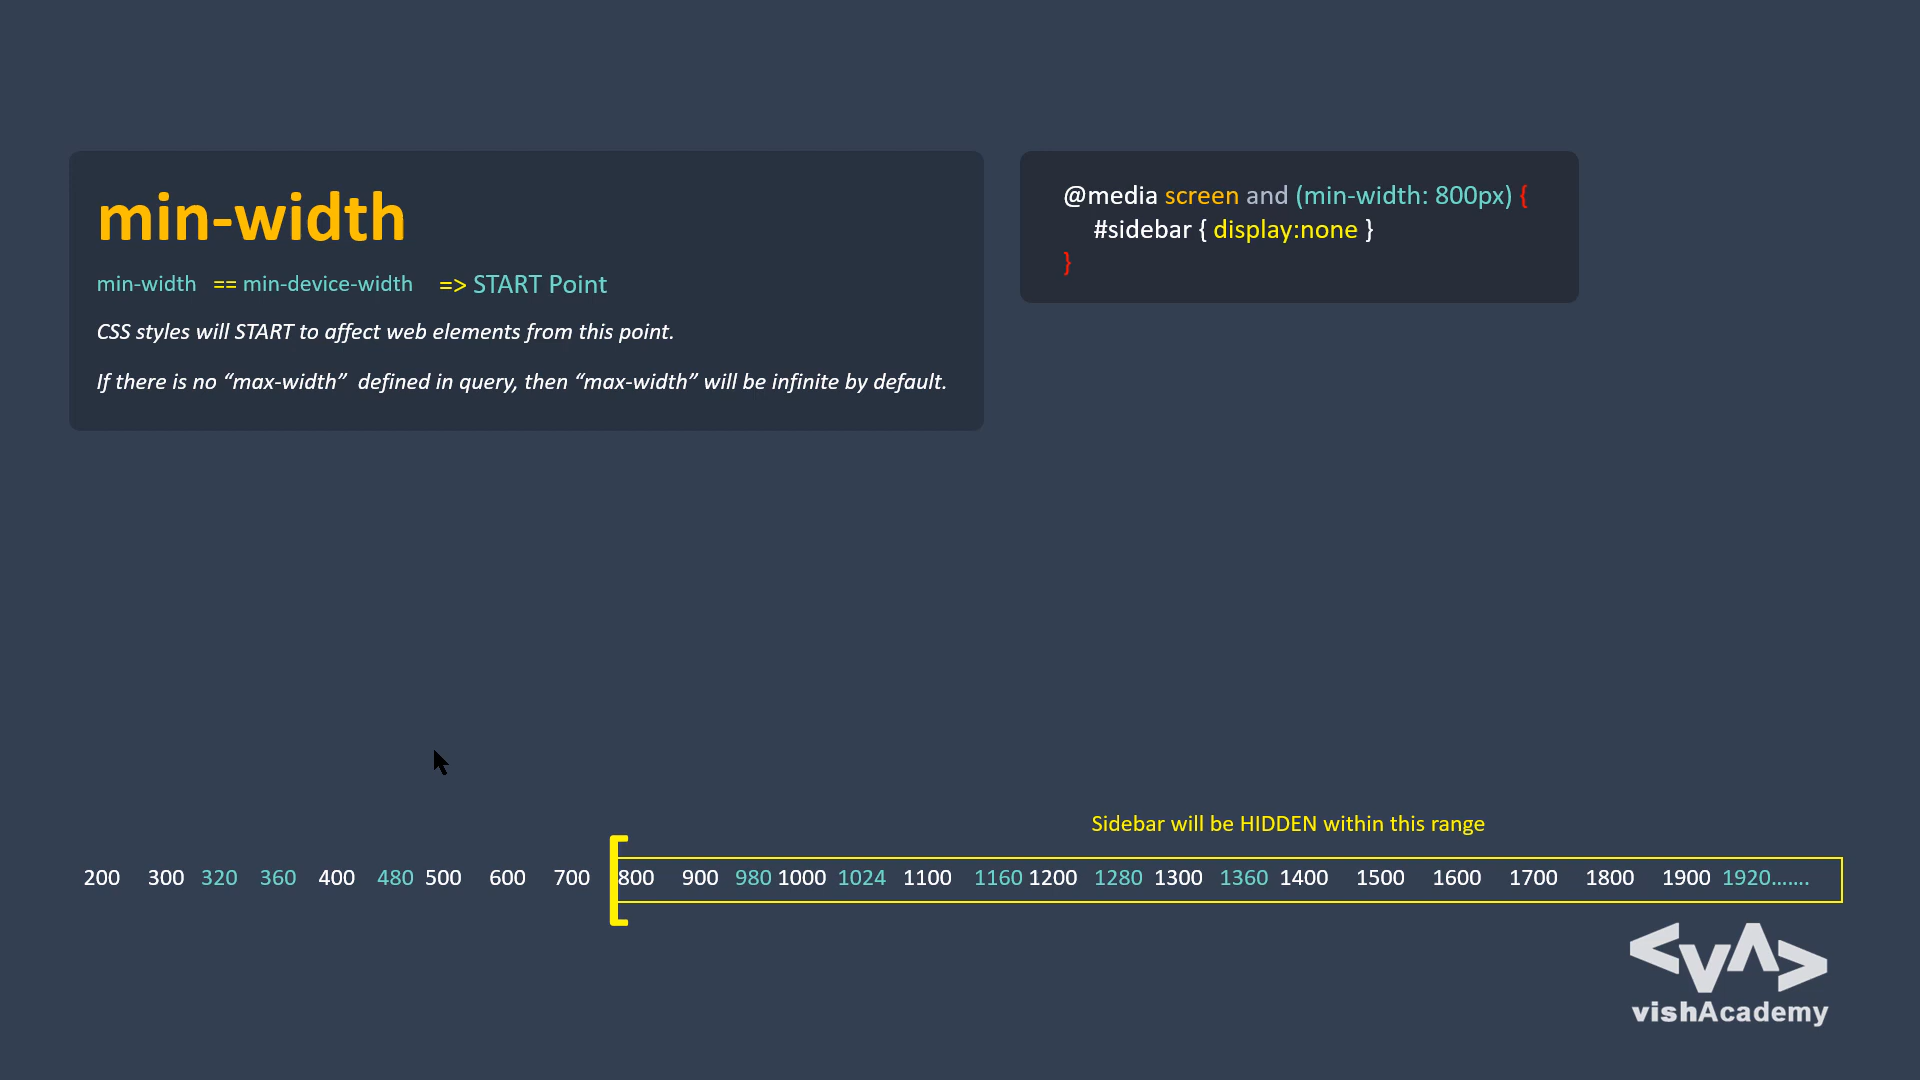 min-width
min-width == min-device-width => START Point
CSS styles will START to affect web elements from this point.
If there is no “max-width” defined in query, then “max-width” will be infinite by default.
@media screen and (min-width: 800px) {
#sidebar { display:none }
}
Sidebar will be HIDDEN within this range
200 300 320 360 400 480 500 600 700 [800 900 980 1000 1024 1100 1160 1200 1280 1300 1360 1400 1500 1600 1700 1800 1900 1920.......
<VA>
vishAcademy